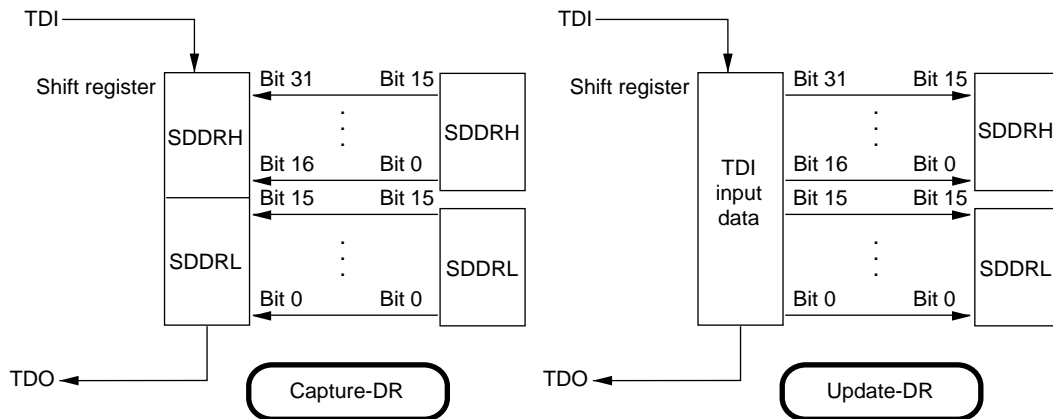 TDI
Shift register
SDDRH
SDDRL
Bit 31 Bit 15
.
.
.
Bit 16 Bit 0
Bit 15 Bit 15
.
.
.
Bit 0 Bit 0
SDDRH
SDDRL
TDO
Capture-DR
TDI
Shift register
TDI
input
data
Bit 31 Bit 15
.
.
.
Bit 16 Bit 0
Bit 15 Bit 15
.
.
.
Bit 0 Bit 0
SDDRH
SDDRL
TDO
Update-DR